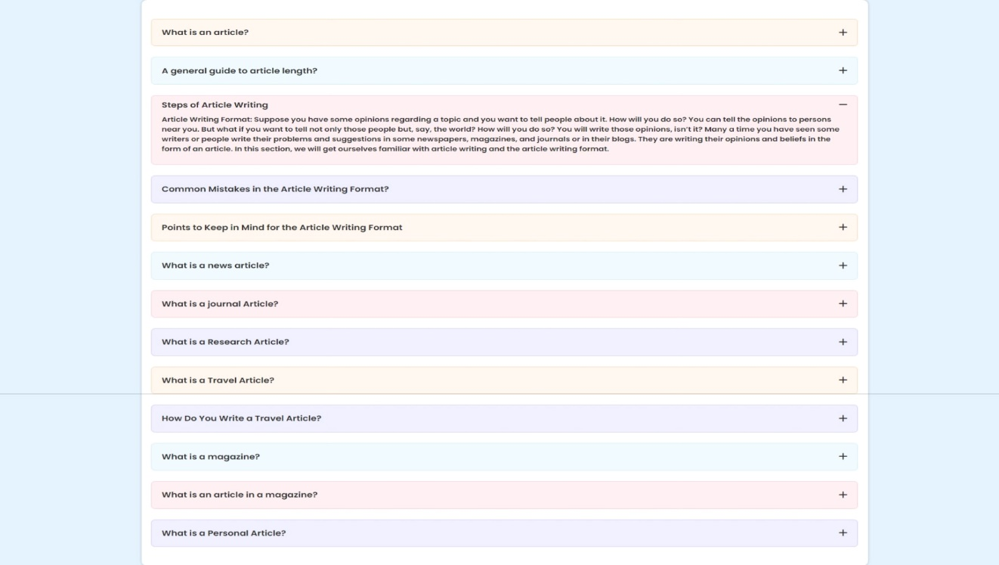 What is an article?
A general guide to article length?
Steps of Article Writing
Article Writing Format: Suppose you have some opinions regarding a topic and you want to tell people about it. How will you do so? You can tell the opinions to persons
near you. But what if you want to tell not only those people but, say, the world? How will you do so? You will write those opinions, isn't it? Many a time you have seen some
writers or people write their problems and suggestions in some newspapers, magazines, and journals or in their blogs. They are writing their opinions and beliefs in the
form of an article. In this section, we will get ourselves familiar with article writing and the article writing format.
Common Mistakes in the Article Writing Format?
Points to Keep in Mind for the Article Writing Format
What is a news article?
What is a journal Article?
What is a Research Article?
What is a Travel Article?
How Do You Write a Travel Article?
What is a magazine?
What is an article in a magazine?
What is a Personal Article?